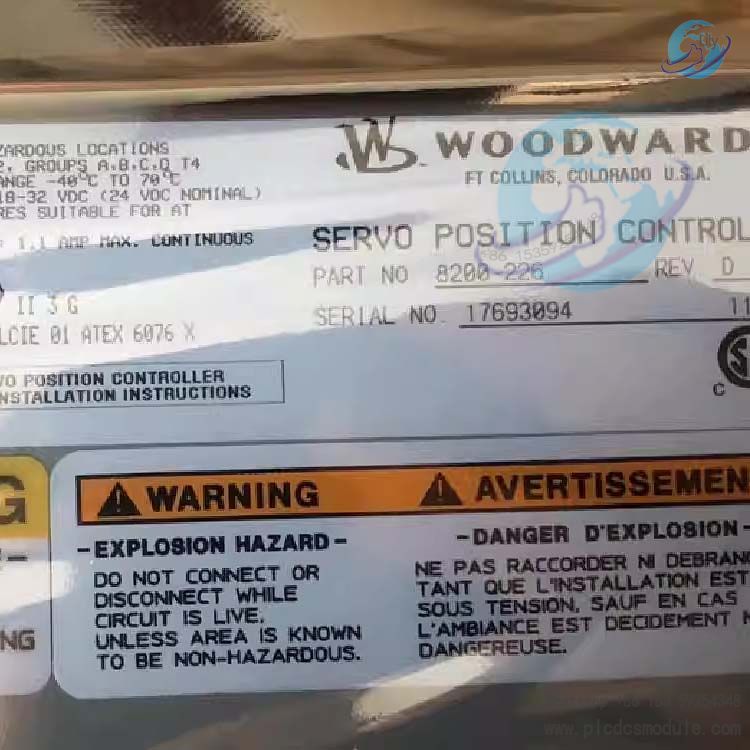 ZARDOUS LOCATIONS
2, GROUPS A,B,C,D T4
ANGE -40°C TO 70°C
18-32 VDC (24 VDC NOMINAL)
RES SUITABLE FOR AT
1.1 AMP MAX. CONTINUOUS
II 3 G
LCIE 01 ATEX 6076 X
VO POSITION CONTROLLER
NSTALLATION INSTRUCTIONS
WOODWARD
FT COLLINS, COLORADO U.S.A.
SERVO POSITION CONTROL
PART NO 8200-226 REV D
SERIAL NO. 17693094 11
C
G
NG
WARNING
-EXPLOSION HAZARD-
DO NOT CONNECT OR
DISCONNECT WHILE
CIRCUIT IS LIVE,
UNLESS AREA IS KNOWN
TO BE NON-HAZARDOUS.
AVERTISSEMEN
-DANGER D'EXPLOSION-
NE PAS RACCORDER NI DEBRAN
TANT QUE L'INSTALLATION EST
SOUS TENSION, SAUF EN CAS
L'AMBIANCE EST DECIDEMENT N
DANGEREUSE.
www.plcdcsmodule.com